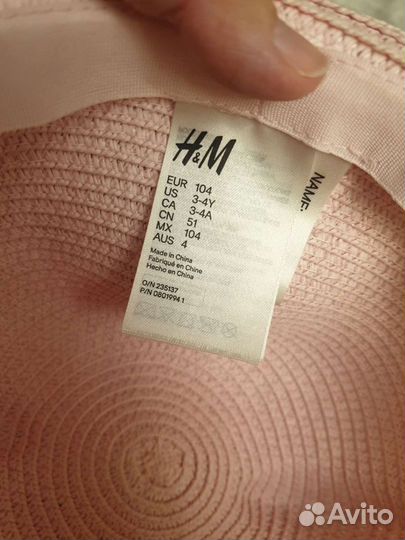 H&M
EUR 104
US 3-4Y
CA 3-4A
CN 51
MX 104
AUS 4
Made in China
Fabriqué en Chine
Hecho en China
O/N 235137
P/N 0801994 1
NAME:
Avito